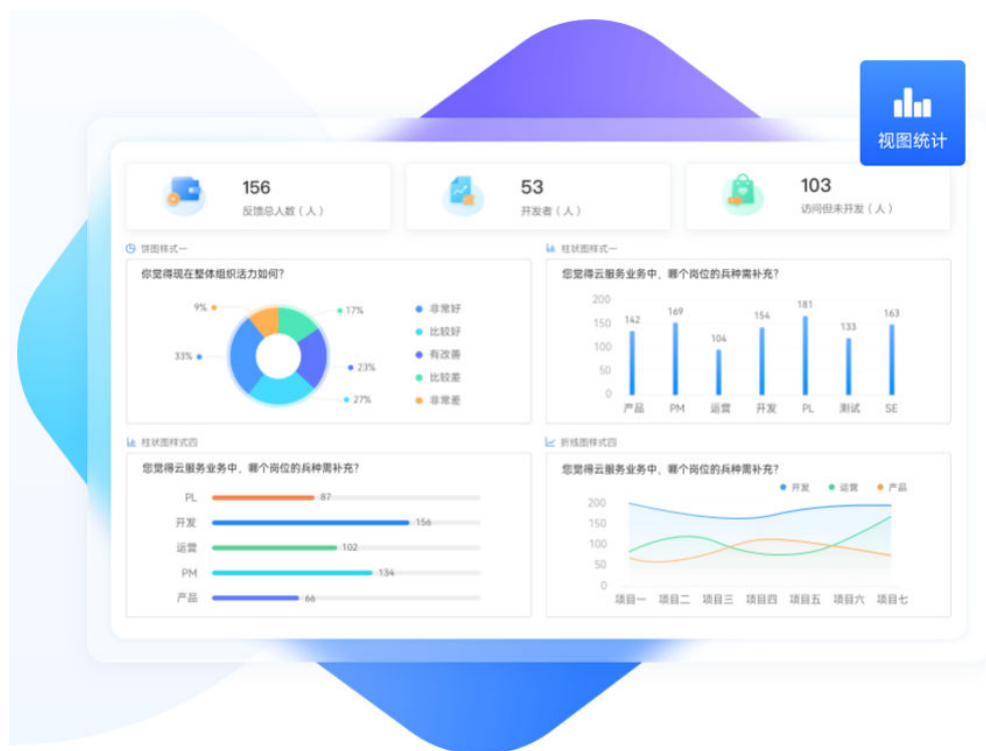 视图统计
156
反馈总人数（人）
53
开发者（人）
103
访问但未开发（人）
饼图样式一
你觉得现在整体组织活力如何?
9%
17%
33%
23%
27%
非常好
比较好
有改善
比较差
非常差
柱状图样式一
您觉得云服务业务中，哪个岗位的兵种需补充?
200
150
100
50
0
142
169
104
154
181
133
163
产品 PM 运营 开发 PL 测试 SE
柱状图样式四
您觉得云服务业务中，哪个岗位的兵种需补充?
PL 87
开发 156
运营 102
PM 134
产品 66
折线图样式四
您觉得云服务业务中，哪个岗位的兵种需补充?
开发 运营 产品
200
150
100
50
0
项目一 项目二 项目三 项目四 项目五 项目六 项目七